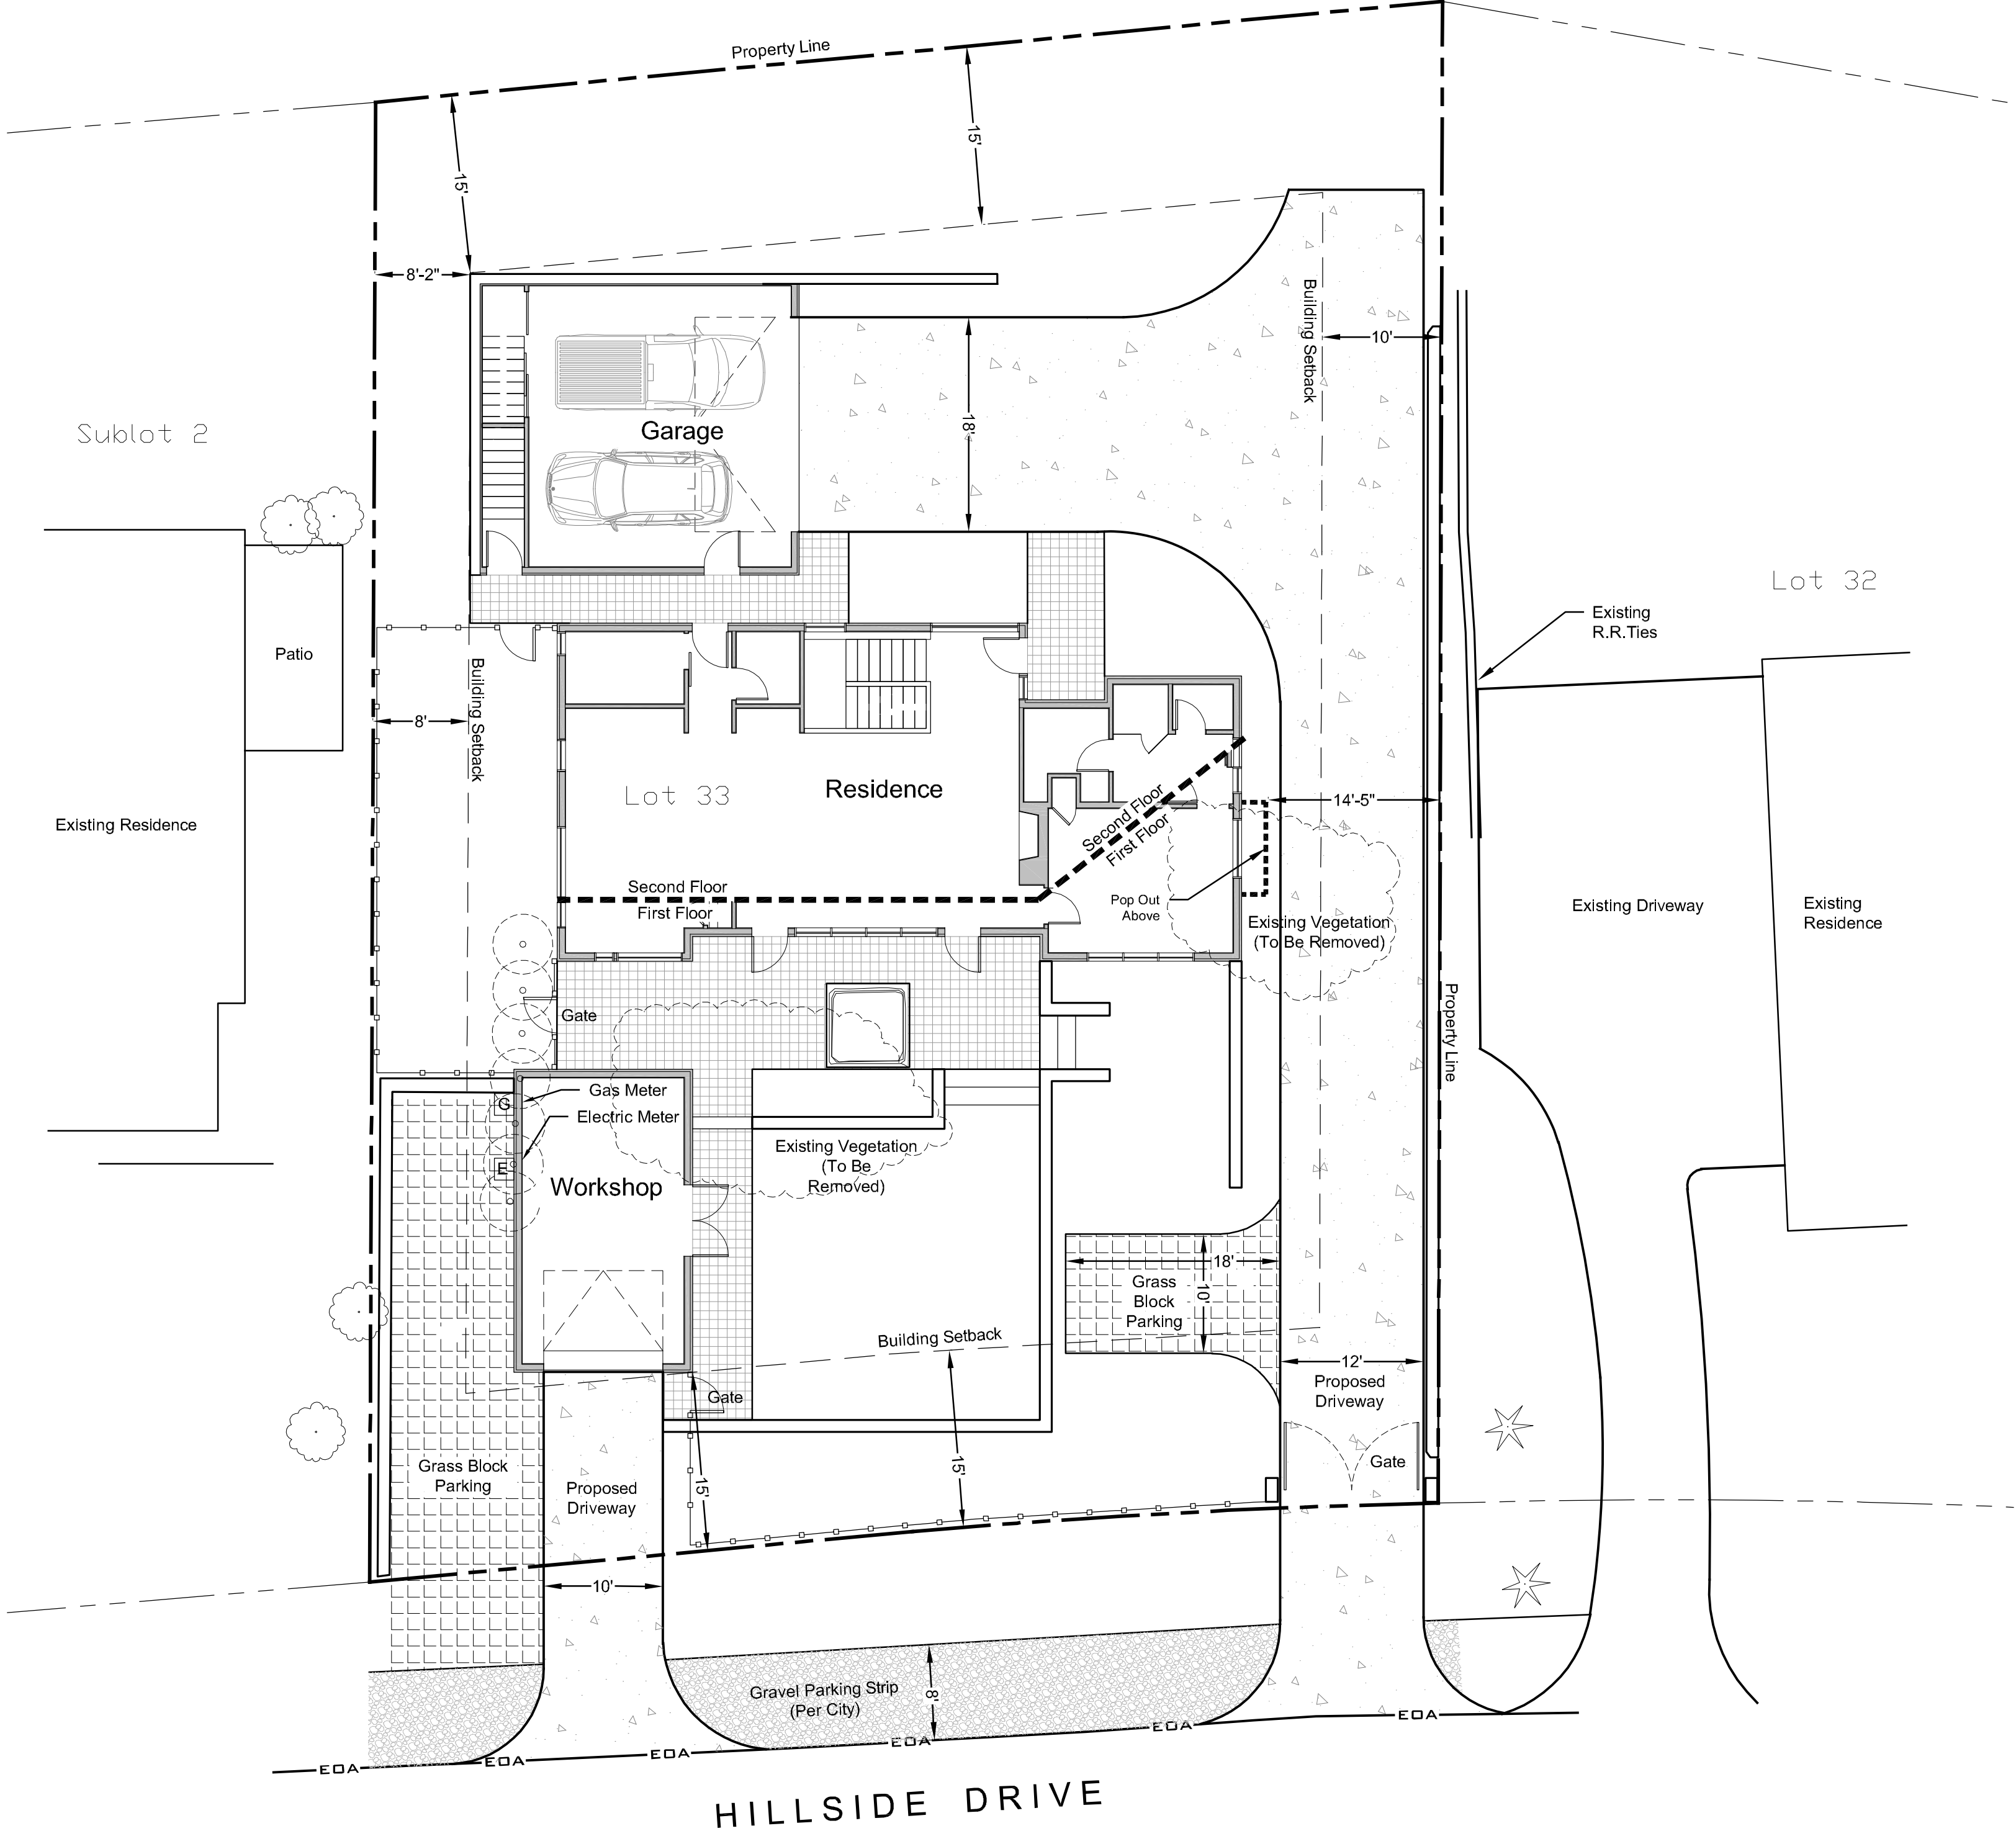 Property Line
15'
15'
8'-2"
Building Setback
10'
Sublot 2
Garage
18'
Lot 32
Existing
R.R.Ties
Patio
Building Setback
8'
Lot 33
Residence
Second Floor
First Floor
14'-5"
Existing Residence
Second Floor
First Floor
Pop Out
Above
Existing Vegetation
(To Be Removed)
Existing Driveway
Existing
Residence
Gate
Property Line
Gas Meter
G
Electric Meter
E
Existing Vegetation
(To Be
Removed)
Workshop
18'
10'
Grass
Block
Parking
Building Setback
12'
Proposed
Driveway
Gate
Gate
15'
15'
Grass Block
Parking
Proposed
Driveway
10'
Gravel Parking Strip
(Per City)
8'
EOA
EOA
EOA
EOA
EOA
EOA
HILLSIDE DRIVE